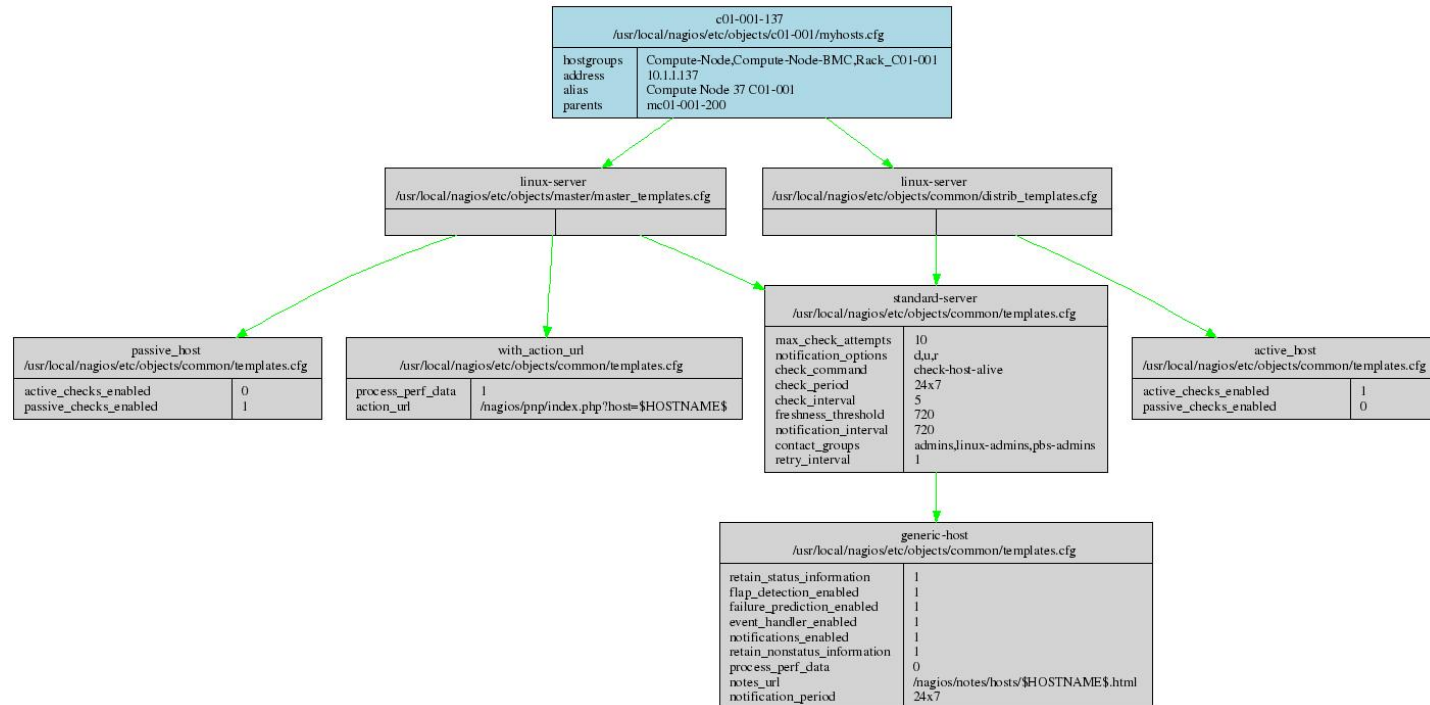 c01-001-137
/usr/local/nagios/etc/objects/c01-001/myhosts.cfg
hostgroups Compute-Node,Compute-Node-BMC,Rack_C01-001
address 10.1.1.137
alias Compute Node 37 C01-001
parents mc01-001-200
linux-server
/usr/local/nagios/etc/objects/master/master_templates.cfg
linux-server
/usr/local/nagios/etc/objects/common/distrib_templates.cfg
passive_host
/usr/local/nagios/etc/objects/common/templates.cfg
active_checks_enabled 0
passive_checks_enabled 1
with_action_url
/usr/local/nagios/etc/objects/common/templates.cfg
process_perf_data 1
action_url /nagios/pnp/index.php?host=$HOSTNAME$
standard-server
/usr/local/nagios/etc/objects/common/templates.cfg
max_check_attempts 10
notification_options d,u,r
check_command check-host-alive
check_period 24x7
check_interval 5
freshness_threshold 720
notification_interval 720
contact_groups admins,linux-admins,pbs-admins
retry_interval 1
active_host
/usr/local/nagios/etc/objects/common/templates.cfg
active_checks_enabled 1
passive_checks_enabled 0
generic-host
/usr/local/nagios/etc/objects/common/templates.cfg
retain_status_information 1
flap_detection_enabled 1
failure_prediction_enabled 1
event_handler_enabled 1
notifications_enabled 1
retain_nonstatus_information 1
process_perf_data 0
notes_url /nagios/notes/hosts/$HOSTNAME$.html
notification_period 24x7